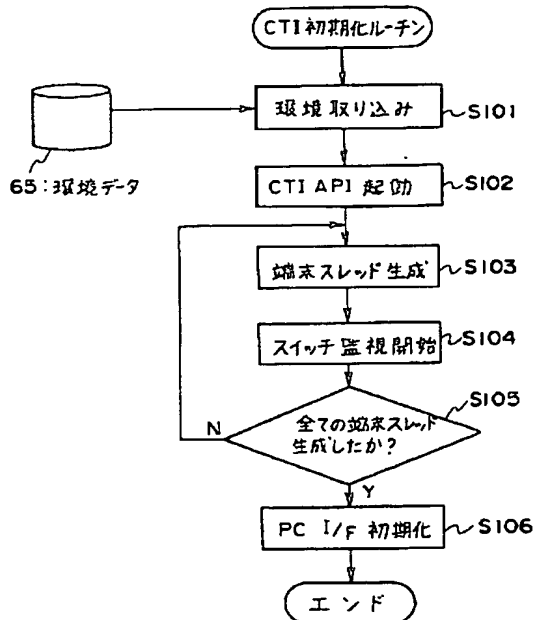 CTI 初期化ルーチン
環境取り込み
S101
65:環境データ
CTI API 起動
S102
端末スレッド生成
S103
スイッチ監視開始
S104
S105
全ての端末スレッド
生成したか?
N
Y
PC I/F 初期化
S106
エンド